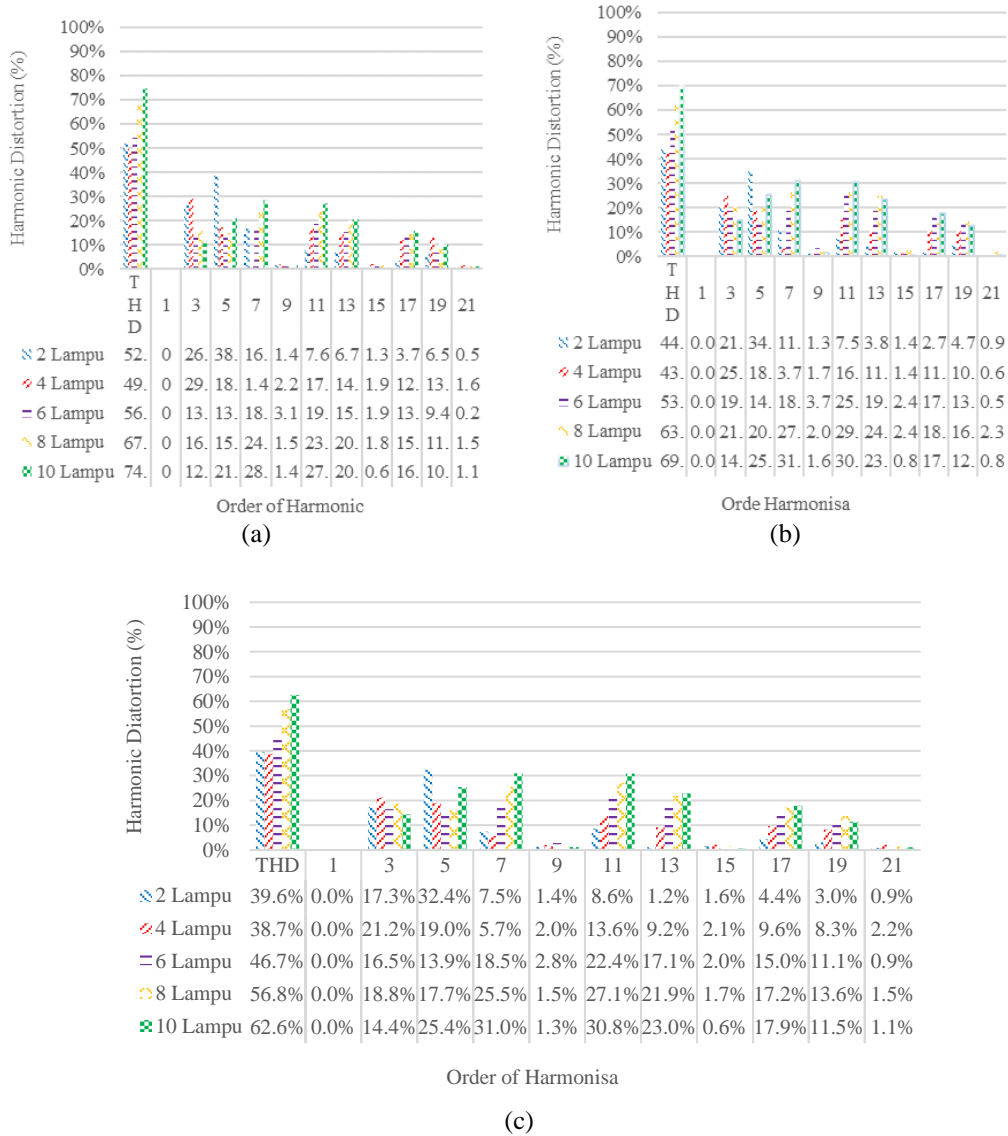 Harmonic Distortion (%)
100%
90%
80%
70%
60%
50%
40%
30%
20%
10%
0%
T
H
D
1 3 5 7 9 11 13 15 17 19 21
2 Lampu 52. 0 26. 38. 16. 1.4 7.6 6.7 1.3 3.7 6.5 0.5
4 Lampu 49. 0 29. 18. 1.4 2.2 17. 14. 1.9 12. 13. 1.6
6 Lampu 56. 0 13. 13. 18. 3.1 19. 15. 1.9 13. 9.4 0.2
8 Lampu 67. 0 16. 15. 24. 1.5 23. 20. 1.8 15. 11. 1.5
10 Lampu 74. 0 12. 21. 28. 1.4 27. 20. 0.6 16. 10. 1.1
Order of Harmonic
(a)
Harmonic Distortion (%)
100%
90%
80%
70%
60%
50%
40%
30%
20%
10%
0%
T
H
D
1 3 5 7 9 11 13 15 17 19 21
2 Lampu 44. 0.0 21. 34. 11. 1.3 7.5 3.8 1.4 2.7 4.7 0.9
4 Lampu 43. 0.0 25. 18. 3.7 1.7 16. 11. 1.4 11. 10. 0.6
6 Lampu 53. 0.0 19. 14. 18. 3.7 25. 19. 2.4 17. 13. 0.5
8 Lampu 63. 0.0 21. 20. 27. 2.0 29. 24. 2.4 18. 16. 2.3
10 Lampu 69. 0.0 14. 25. 31. 1.6 30. 23. 0.8 17. 12. 0.8
Orde Harmonisa
(b)
Harmonic Diatortion (%)
100%
90%
80%
70%
60%
50%
40%
30%
20%
10%
0%
THD 1 3 5 7 9 11 13 15 17 19 21
2 Lampu 39.6% 0.0% 17.3% 32.4% 7.5% 1.4% 8.6% 1.2% 1.6% 4.4% 3.0% 0.9%
4 Lampu 38.7% 0.0% 21.2% 19.0% 5.7% 2.0% 13.6% 9.2% 2.1% 9.6% 8.3% 2.2%
6 Lampu 46.7% 0.0% 16.5% 13.9% 18.5% 2.8% 22.4% 17.1% 2.0% 15.0% 11.1% 0.9%
8 Lampu 56.8% 0.0% 18.8% 17.7% 25.5% 1.5% 27.1% 21.9% 1.7% 17.2% 13.6% 1.5%
10 Lampu 62.6% 0.0% 14.4% 25.4% 31.0% 1.3% 30.8% 23.0% 0.6% 17.9% 11.5% 1.1%
Order of Harmonisa
(c)